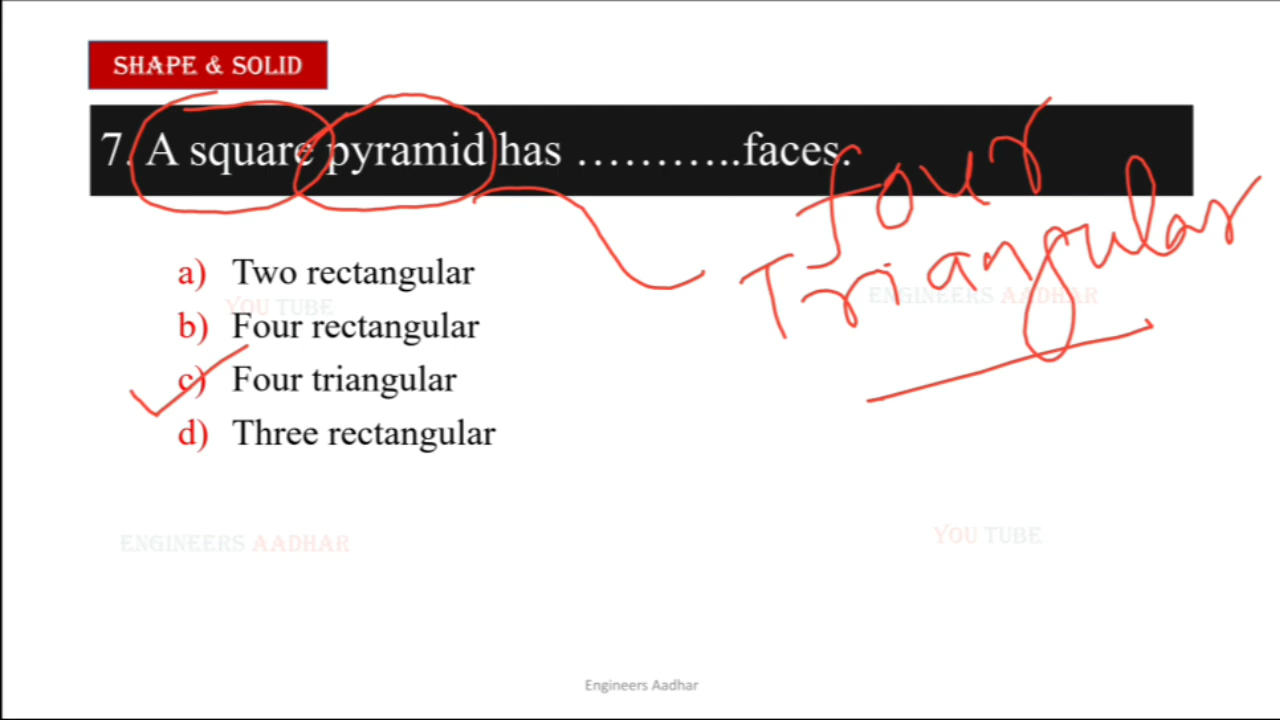 SHAPE & SOLID
7. A square pyramid has ………..faces.
four
Triangular
a) Two rectangular
YOU TUBE
ENGINEERS AADHAR
b) Four rectangular
c) Four triangular
d) Three rectangular
ENGINEERS AADHAR
YOU TUBE
Engineers Aadhar